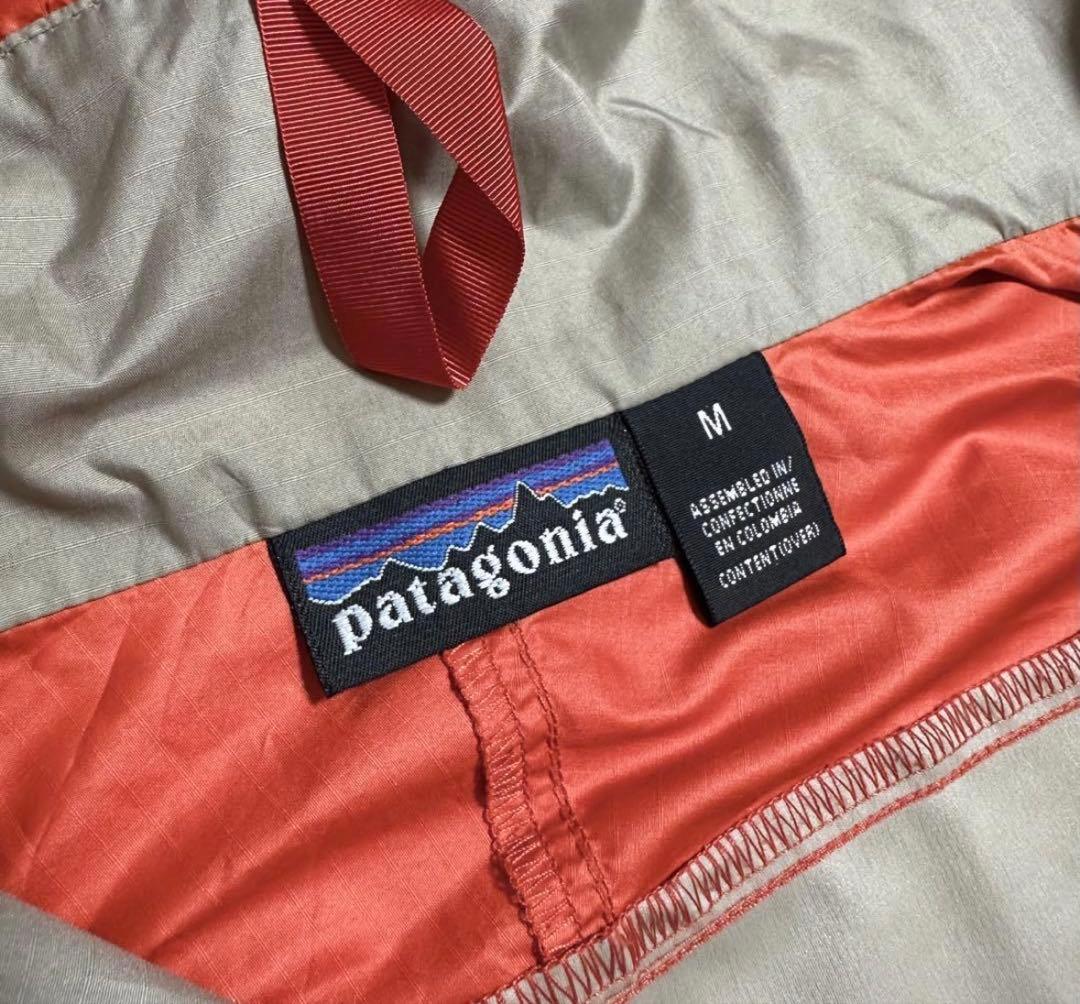 patagonia®
M
ASSEMBLED IN/
CONFECTIONNE
EN COLOMBIA
CONTENT(OVER)